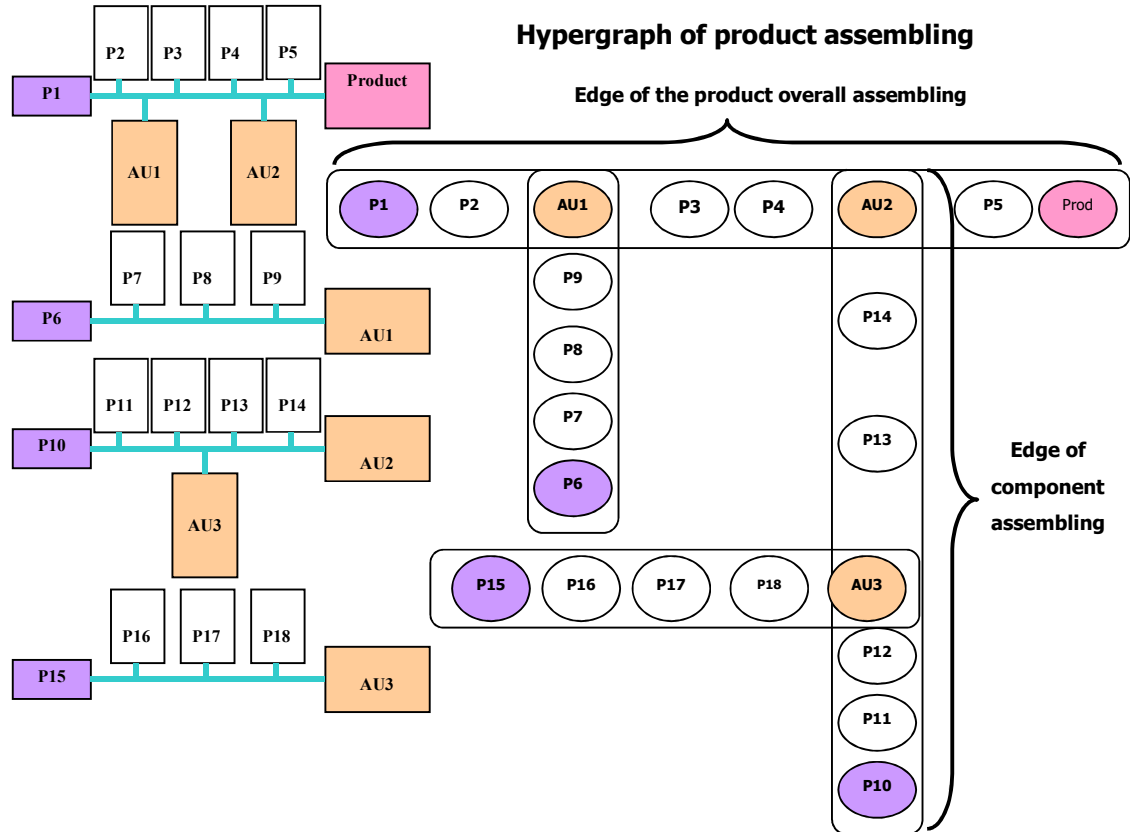 P2 P3 P4 P5
P1
Product
AU1 AU2
P7 P8 P9
P6
AU1
P11 P12 P13 P14
P10
AU2
AU3
P16 P17 P18
P15
AU3
Hypergraph of product assembling
Edge of the product overall assembling
P1 P2 AU1 P3 P4 AU2 P5 Prod
P9
P14
P8
P7
P13
P6
P15 P16 P17 P18 AU3
P12
P11
P10
Edge of
component
assembling